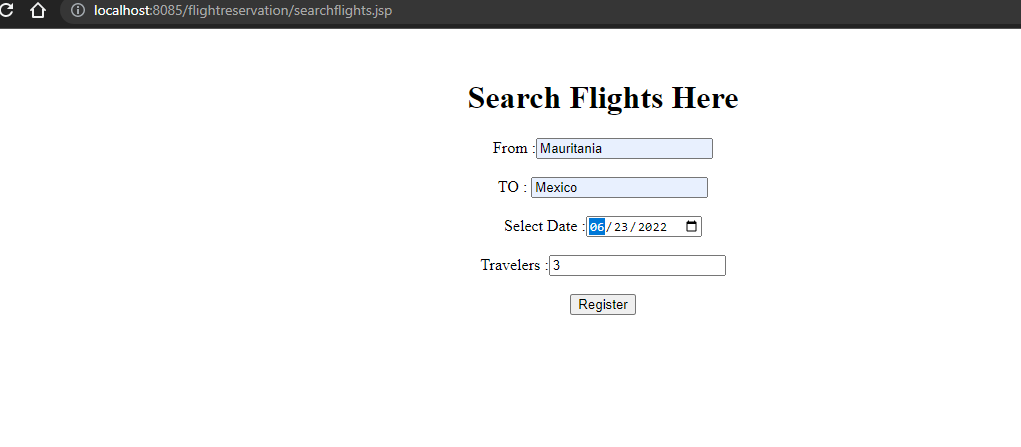 localhost:8085/flightreservation/searchflights.jsp
Search Flights Here
From :Mauritania
TO : Mexico
Select Date :06/23/2022
Travelers :3
Register